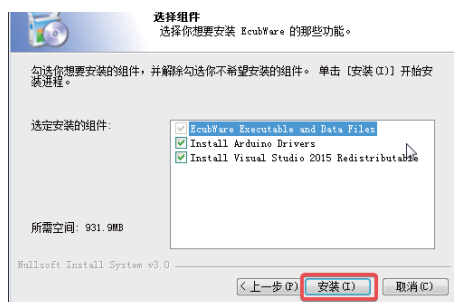 选择组件
选择你想要安装 EcubWare 的那些功能。
勾选你想要安装的组件，并解除勾选你不希望安装的组件。 单击 [安装(I)] 开始安
装进程。
选定安装的组件:
EcubWare Executable and Data Files
Install Arduino Drivers
Install Visual Studio 2015 Redistributable
所需空间: 931.9MB
Nullsoft Install System v3.0
< 上一步(P)
安装(I)
取消(C)